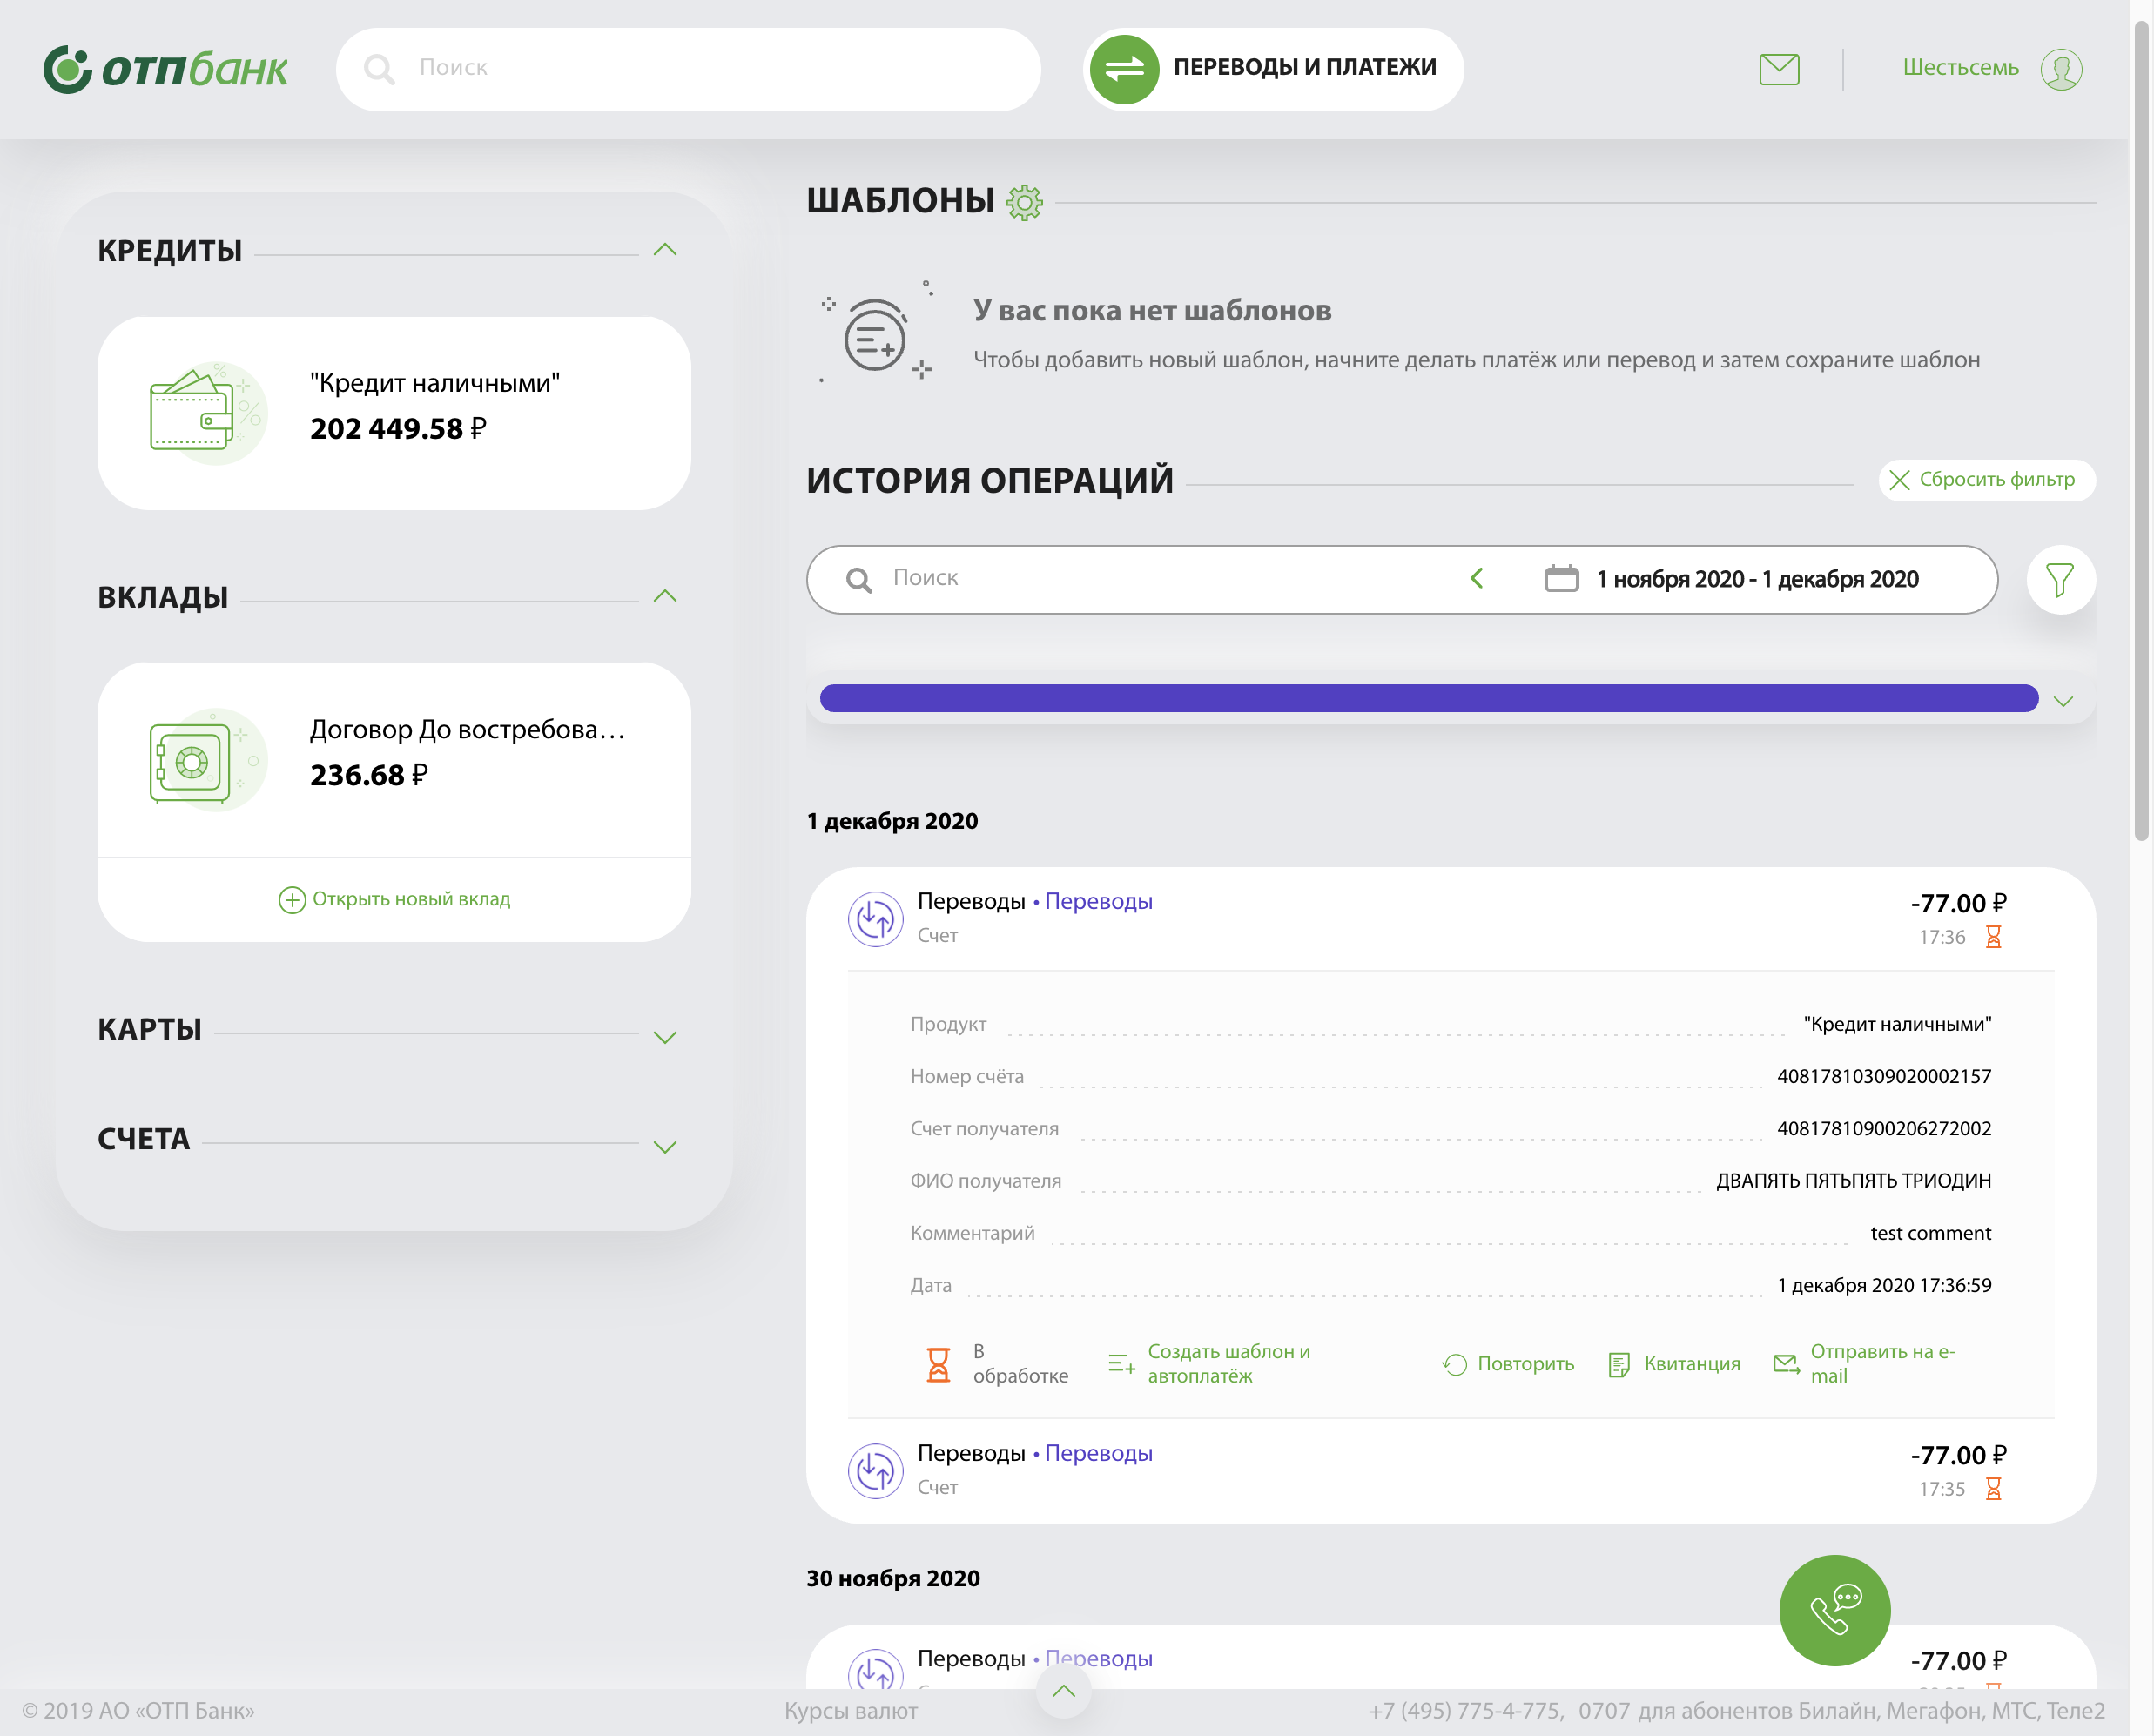 ОТПбанк
Поиск
ПЕРЕВОДЫ И ПЛАТЕЖИ
Шестьсемь
КРЕДИТЫ
"Кредит наличными"
202 449.58 ₽
ВКЛАДЫ
Договор До востребова...
236.68 ₽
Открыть новый вклад
КАРТЫ
СЧЕТА
ШАБЛОНЫ
У вас пока нет шаблонов
Чтобы добавить новый шаблон, начните делать платёж или перевод и затем сохраните шаблон
ИСТОРИЯ ОПЕРАЦИЙ
Сбросить фильтр
Поиск
1 ноября 2020 - 1 декабря 2020
1 декабря 2020
Переводы • Переводы -77.00 ₽
Счет 17:36
Продукт "Кредит наличными"
Номер счёта 40817810309020002157
Счет получателя 40817810900206272002
ФИО получателя ДВАПЯТЬ ПЯТЬПЯТЬ ТРИОДИН
Комментарий test comment
Дата 1 декабря 2020 17:36:59
В
обработке
Создать шаблон и
автоплатёж
Повторить
Квитанция
Отправить на e-
mail
Переводы • Переводы -77.00 ₽
Счет 17:35
30 ноября 2020
Переводы • Переводы -77.00 ₽
© 2019 АО «ОТП Банк»
Курсы валют
+7 (495) 775-4-775, 0707 для абонентов Билайн, Мегафон, МТС, Теле2